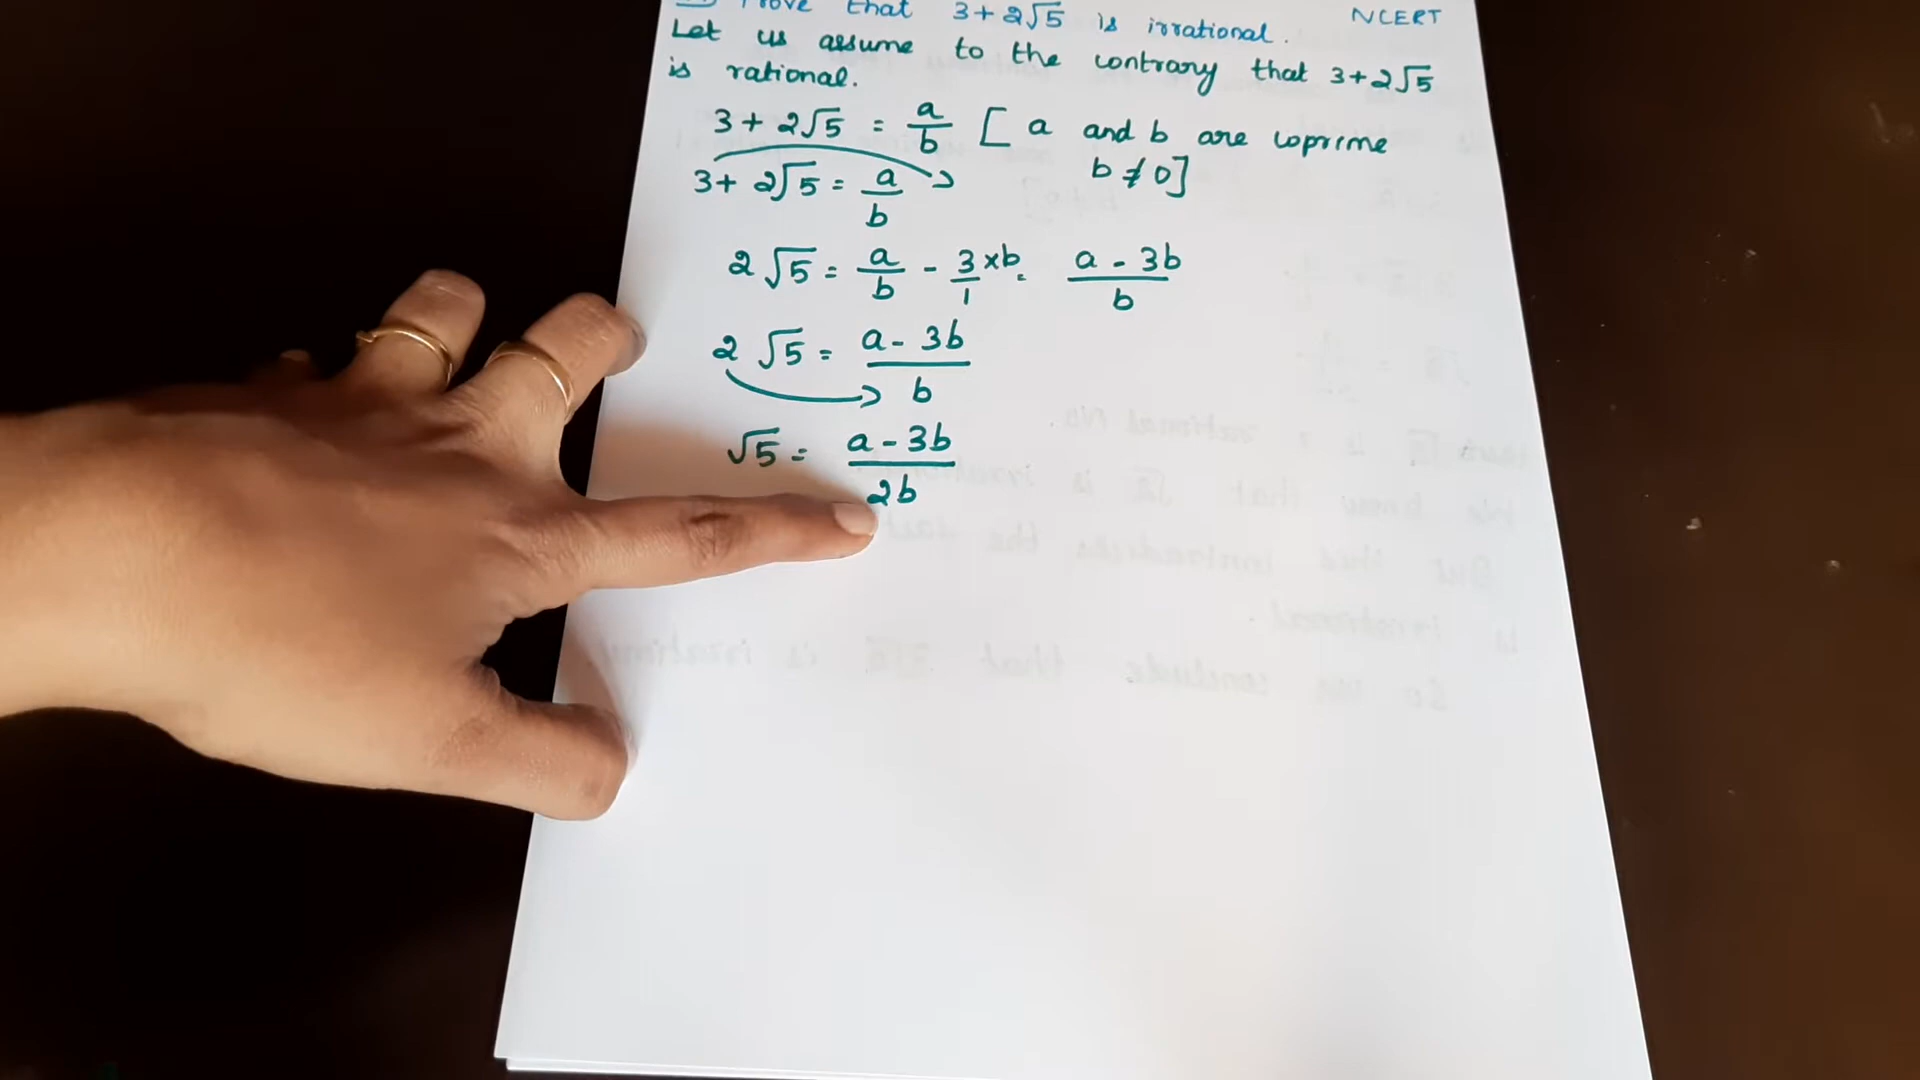 Prove that 3+2√5 is irrational. NCERT
Let us assume to the contrary that 3+2√5
is rational.
3 + 2√5 = a/b [ a and b are coprime
b ≠ 0]
3+ 2√5 = a/b
2 √5 = a/b - 3/1 ×b = a - 3b/b
2 √5 = a - 3b/b
√5 = a - 3b/2b